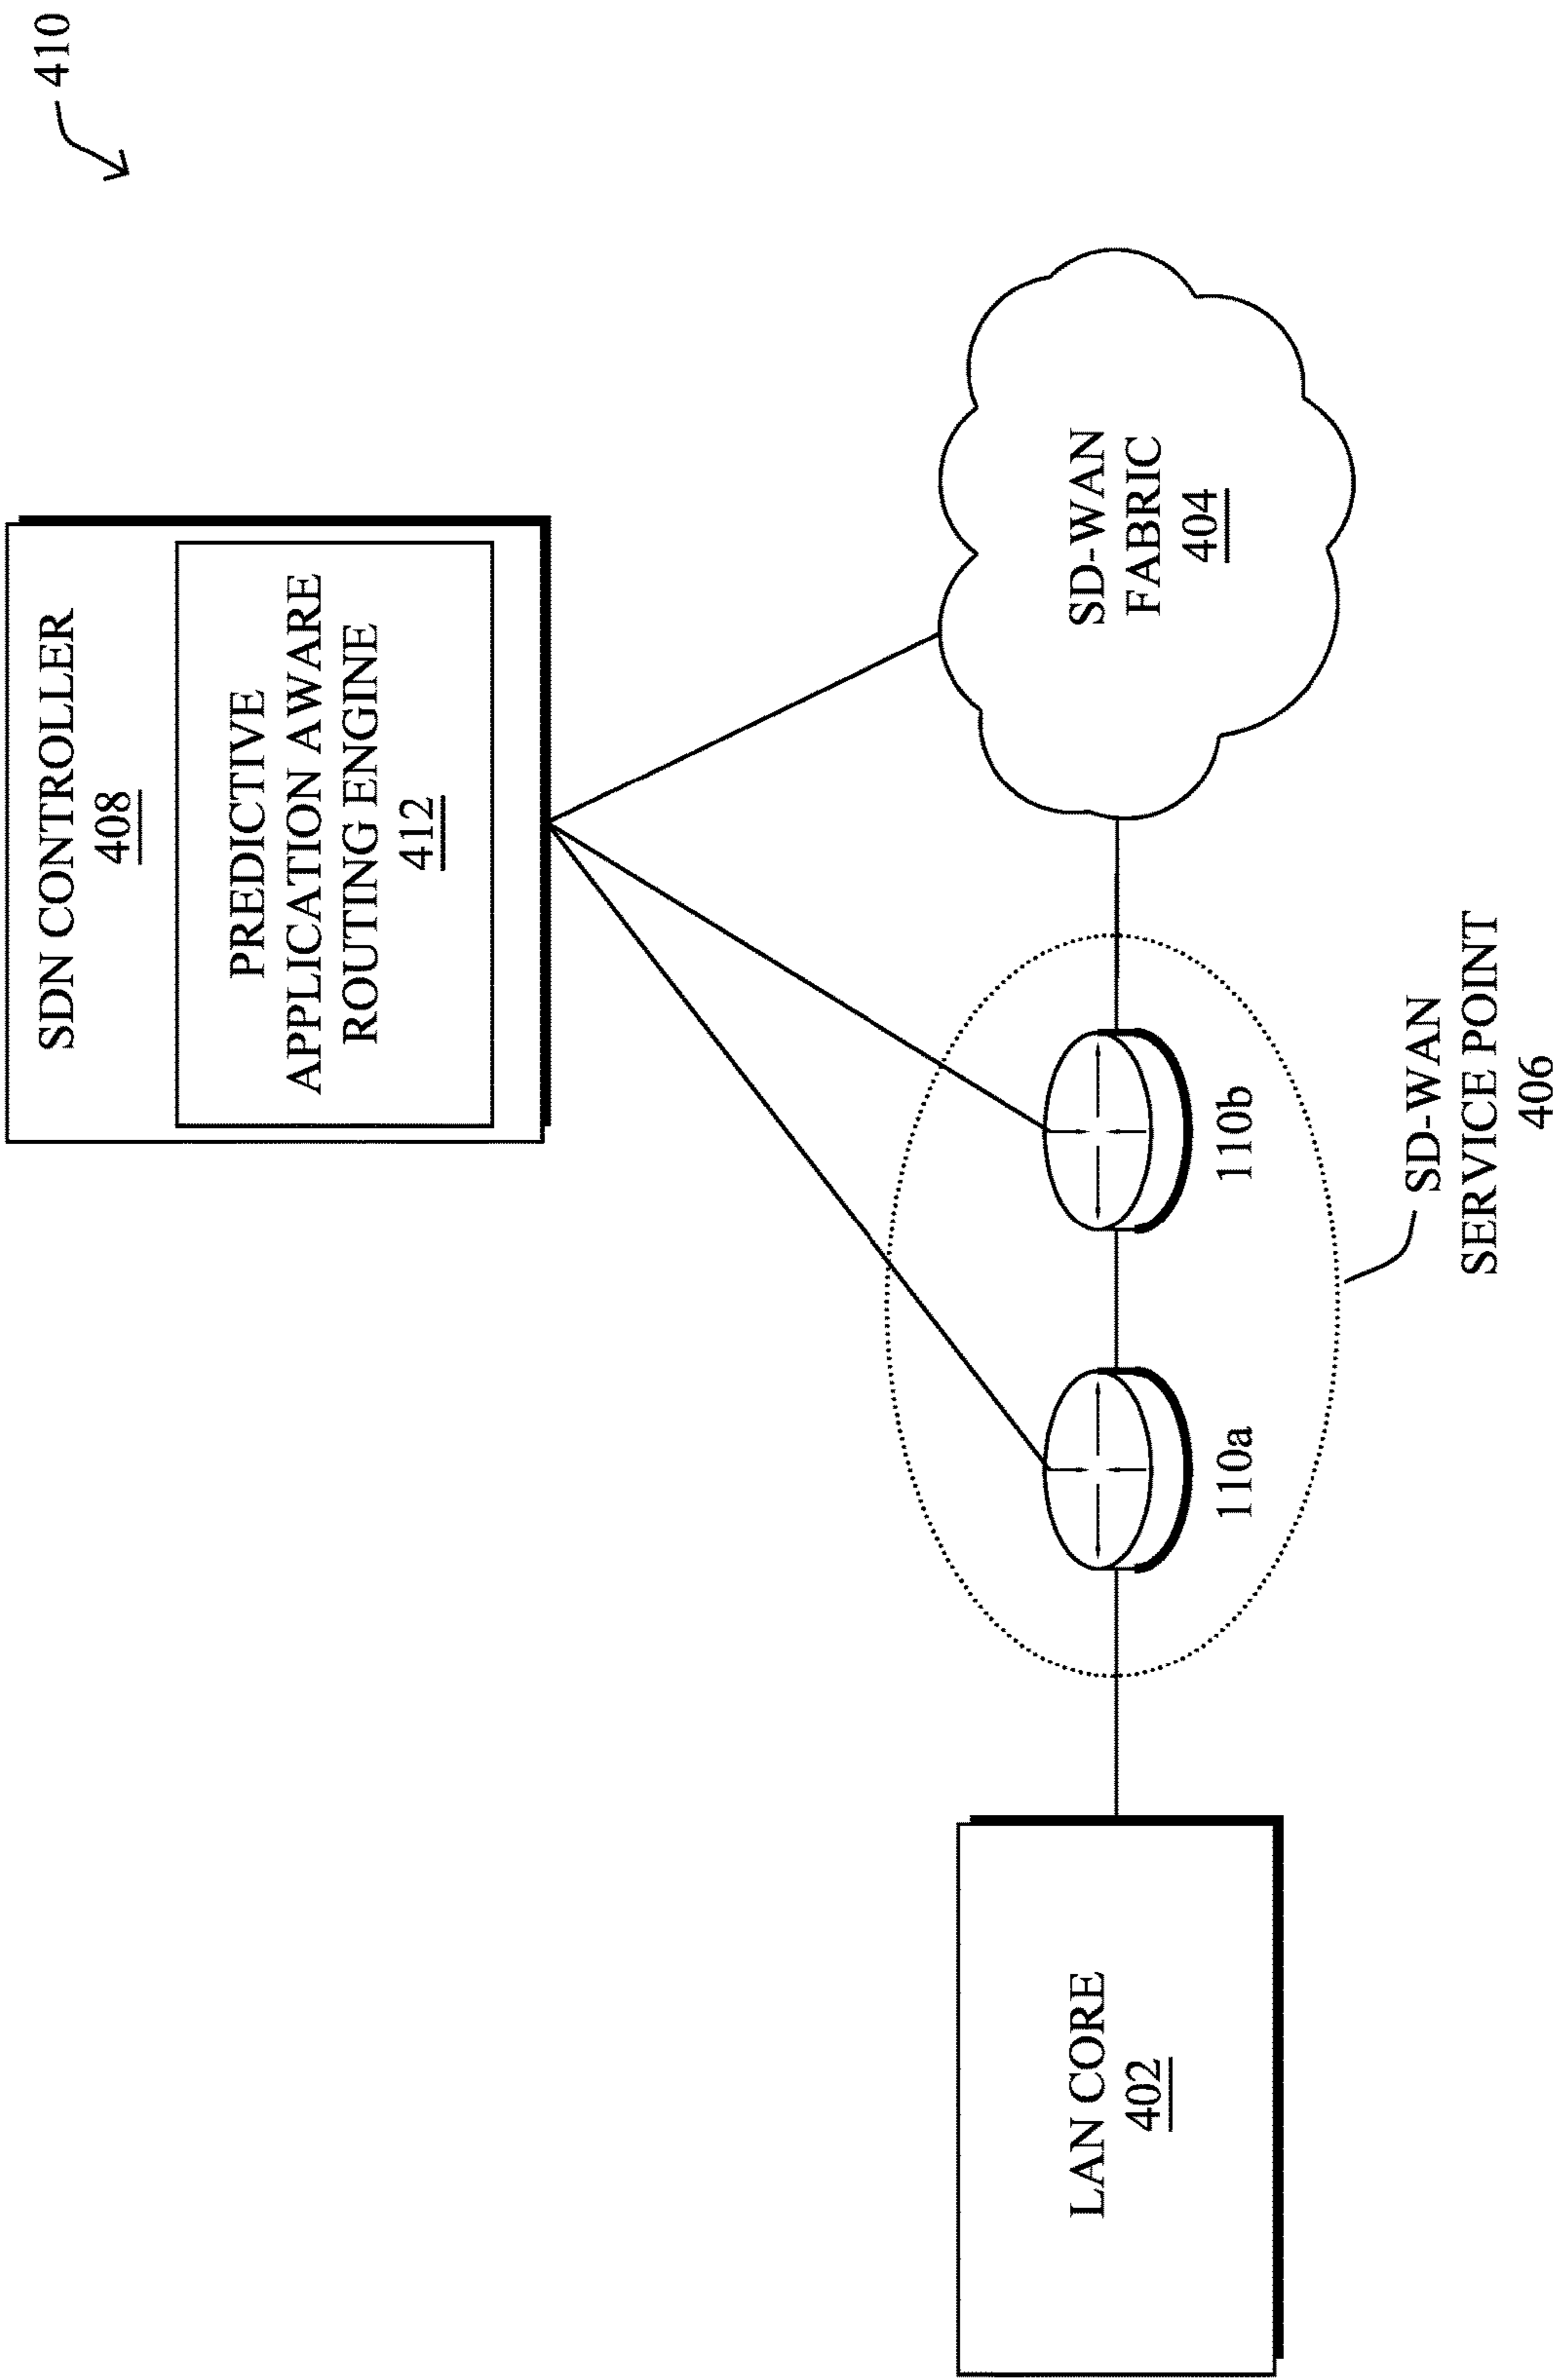 410
SDN CONTROLLER
408
PREDICTIVE
APPLICATION AWARE
ROUTING ENGINE
412
LAN CORE
402
110a
110b
SD-WAN
FABRIC
404
SD-WAN
SERVICE POINT
406